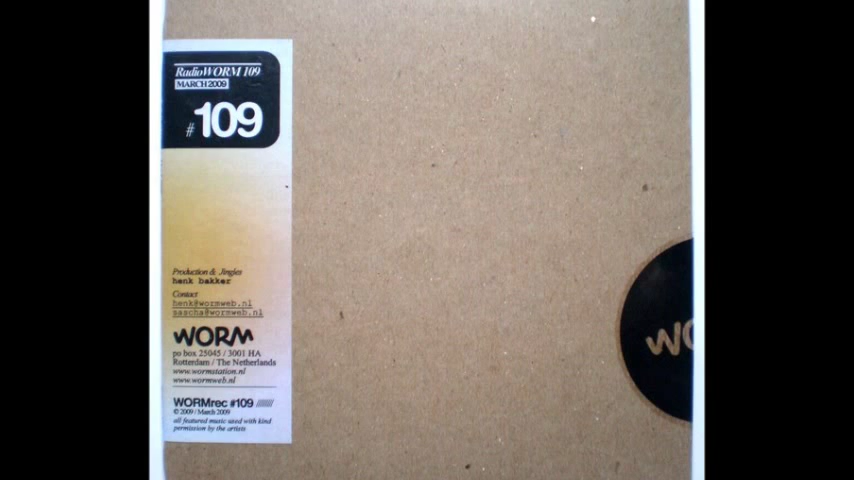 RadioWORM 109
MARCH 2009
#109
Production & Jingles
henk bakker
Contact
henk@wormweb.nl
sascha@wormweb.nl
WORM
po box 25045 / 3001 HA
Rotterdam / The Netherlands
www.wormstation.nl
www.wormweb.nl
WORMrec #109 ///////
© 2009 / March 2009
all featured music used with kind
permission by the artists
WO